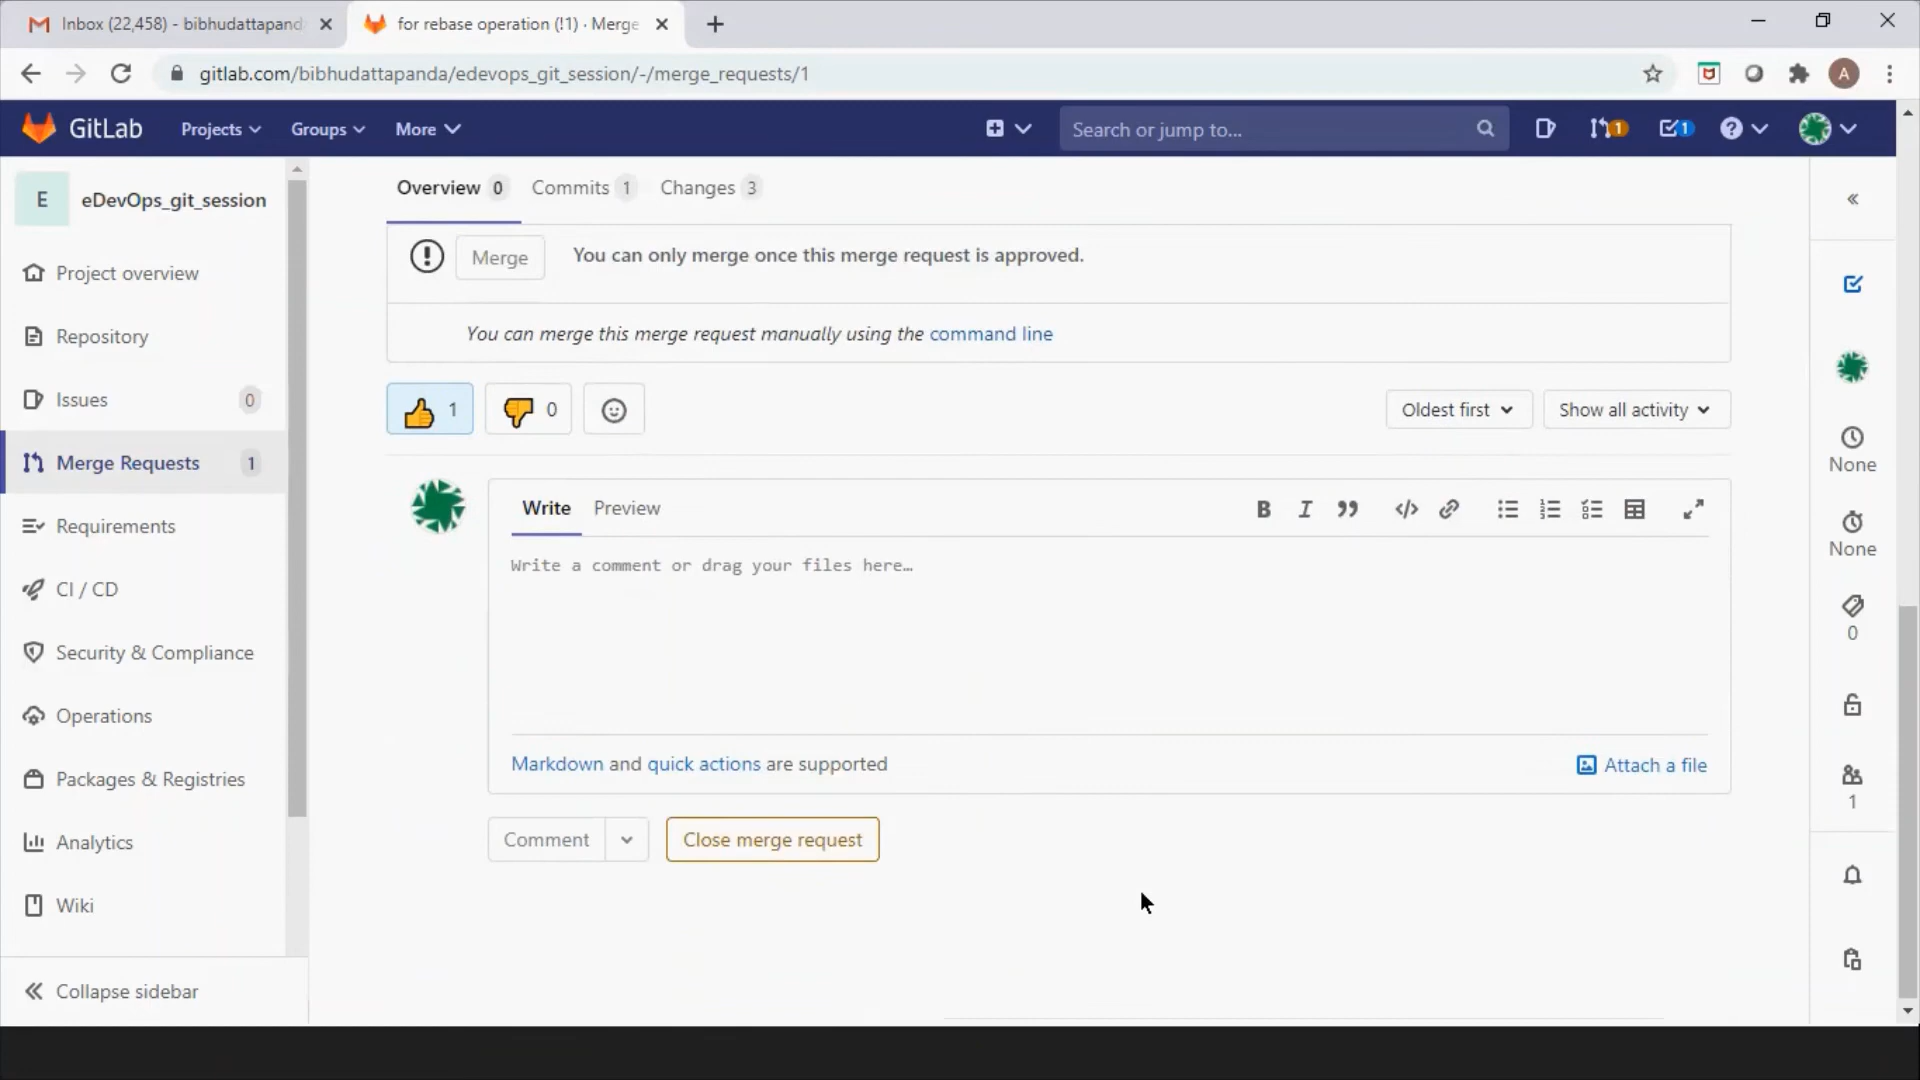 Inbox (22,458) - bibhudattapand
for rebase operation (!1) · Merge
gitlab.com/bibhudattapanda/edevops_git_session/-/merge_requests/1
A
GitLab
Projects
Groups
More
Search or jump to...
1
1
E
eDevOps_git_session
Project overview
Repository
Issues 0
Merge Requests 1
Requirements
CI / CD
Security & Compliance
Operations
Packages & Registries
Analytics
Wiki
Collapse sidebar
Overview 0
Commits 1
Changes 3
Merge
You can only merge once this merge request is approved.
You can merge this merge request manually using the command line
1
0
Oldest first
Show all activity
Write
Preview
B I
Write a comment or drag your files here…
Markdown and quick actions are supported
Attach a file
Comment
Close merge request
None
None
0
1